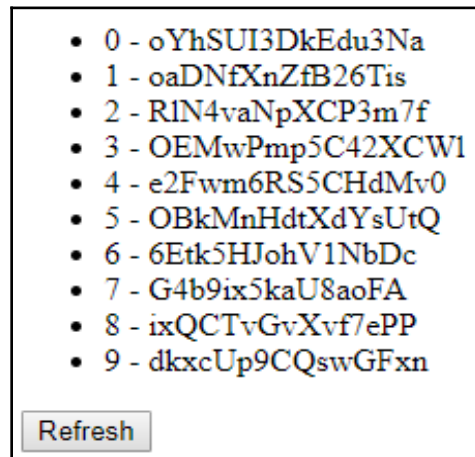 0 - oYhSUI3DkEdu3Na
1 - oaDNfXnZfB26Tis
2 - RlN4vaNpXCP3m7f
3 - OEMwPmp5C42XCWl
4 - e2Fwm6RS5CHdMv0
5 - OBkMnHdtXdYsUtQ
6 - 6Etk5HJohV1NbDc
7 - G4b9ix5kaU8aoFA
8 - ixQCTvGvXvf7ePP
9 - dkxcUp9CQswGFxn
Refresh